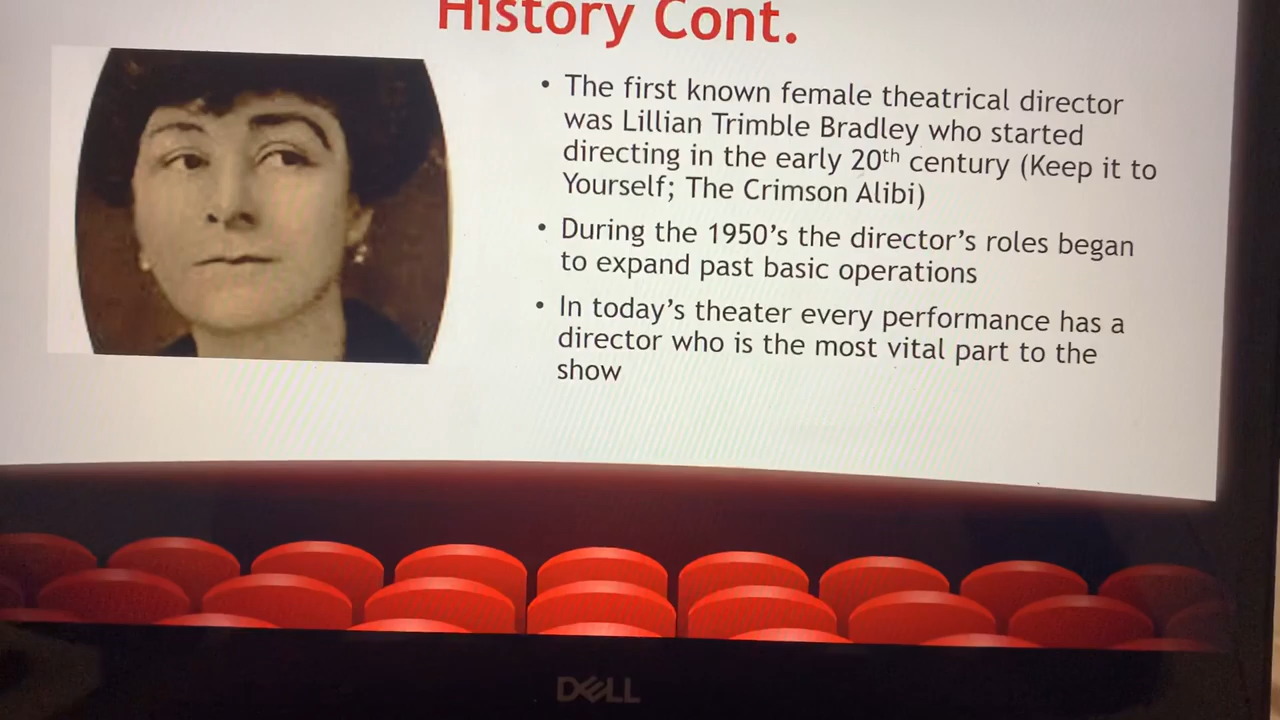 History Cont.
• The first known female theatrical director
was Lillian Trimble Bradley who started
directing in the early 20th century (Keep it to
Yourself; The Crimson Alibi)
• During the 1950’s the director’s roles began
to expand past basic operations
• In today’s theater every performance has a
director who is the most vital part to the
show
DELL